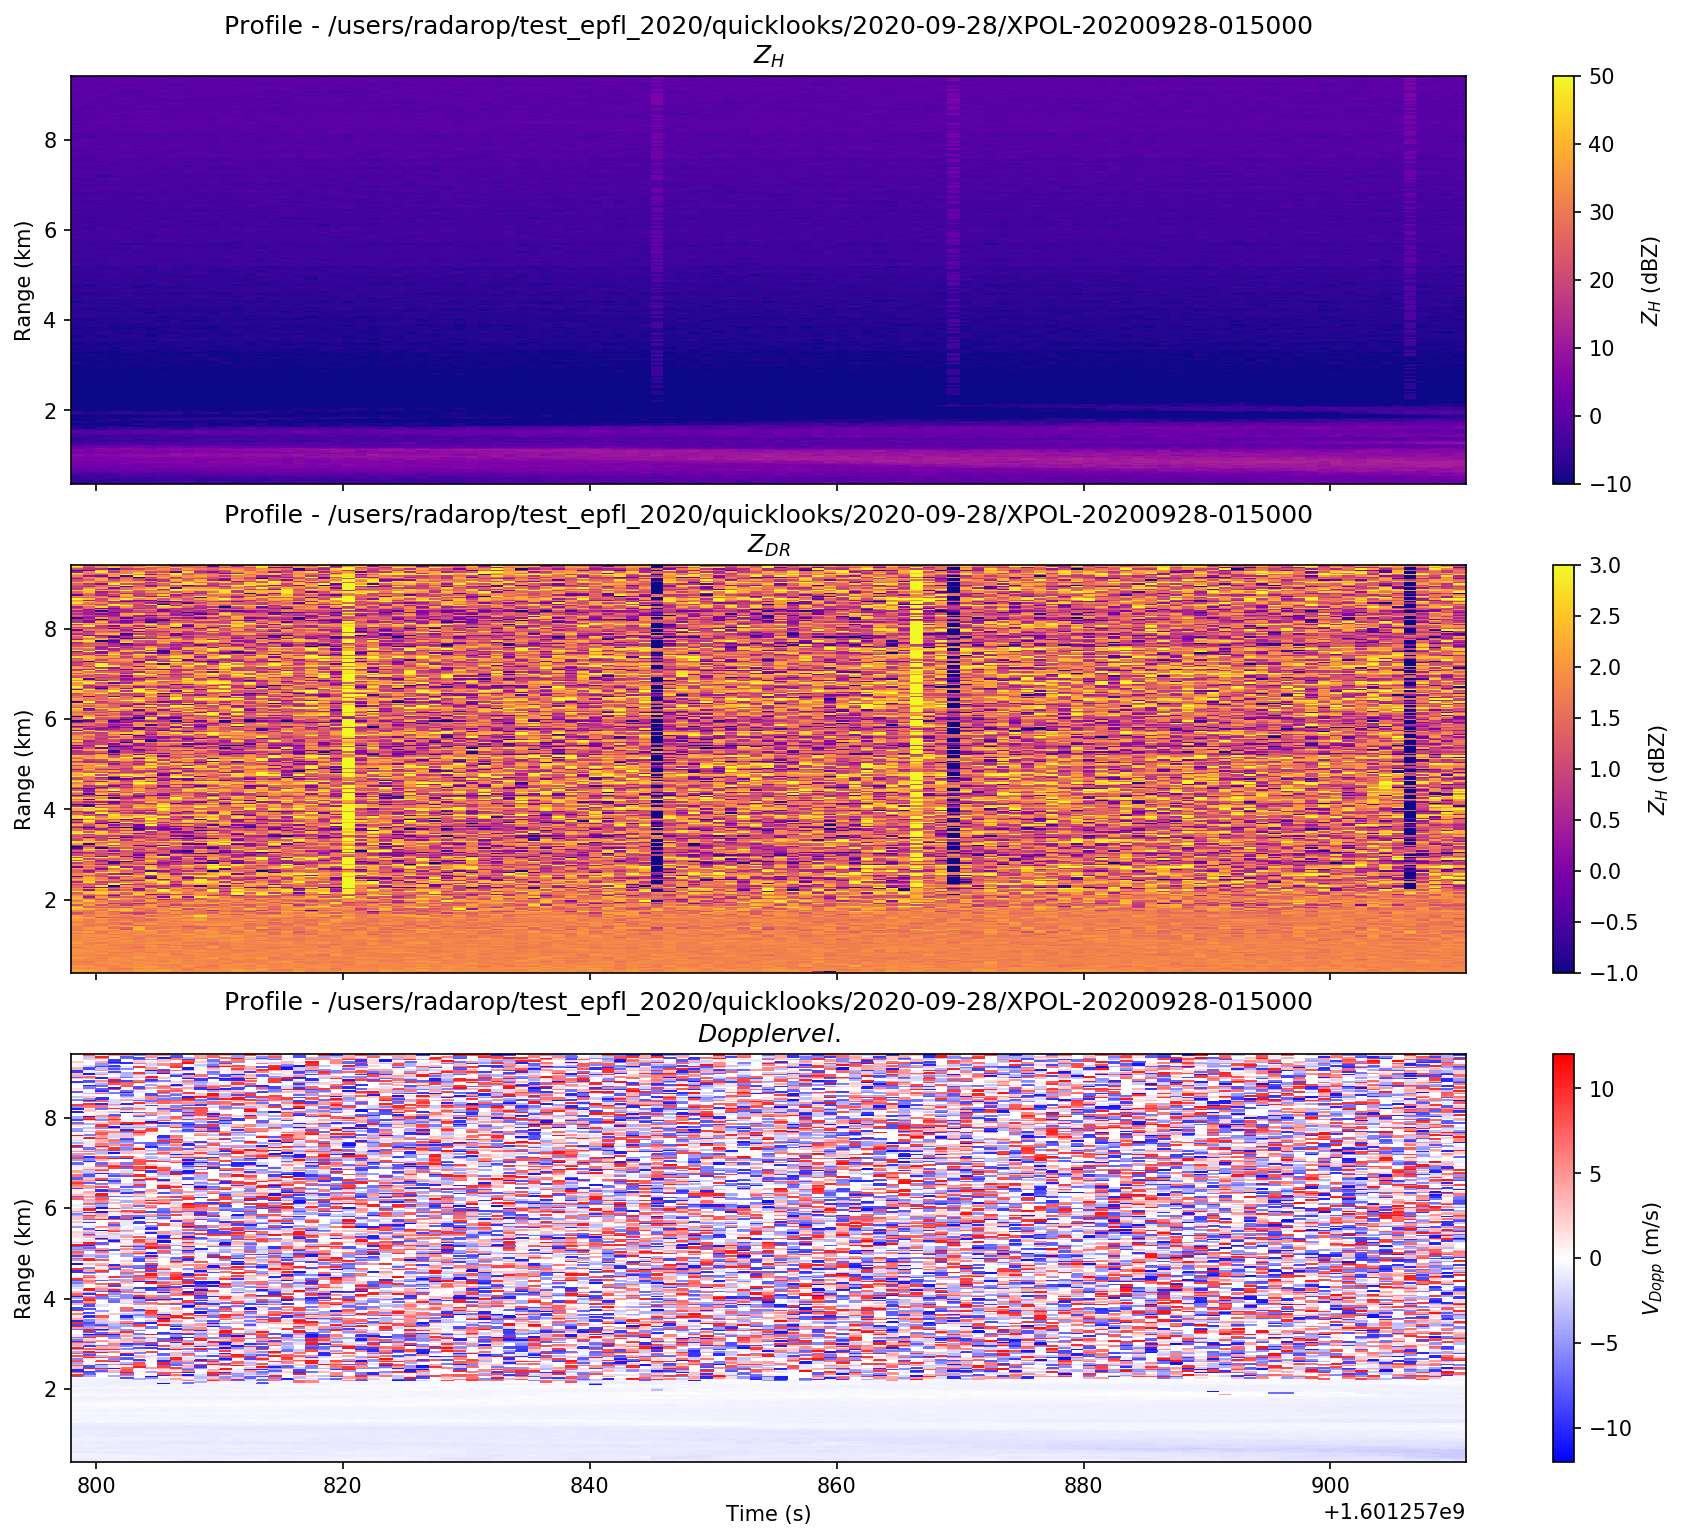 Profile - /users/radarop/test_epfl_2020/quicklooks/2020-09-28/XPOL-20200928-015000
Z_H
8
6
4
2
Range (km)
50
40
30
20
10
0
−10
Z_H (dBZ)
Profile - /users/radarop/test_epfl_2020/quicklooks/2020-09-28/XPOL-20200928-015000
Z_DR
8
6
4
2
Range (km)
3.0
2.5
2.0
1.5
1.0
0.5
0.0
−0.5
−1.0
Z_H (dBZ)
Profile - /users/radarop/test_epfl_2020/quicklooks/2020-09-28/XPOL-20200928-015000
Dopplervel.
8
6
4
2
Range (km)
10
5
0
−5
−10
V_Dopp (m/s)
800 820 840 860 880 900
Time (s)
+1.601257e9